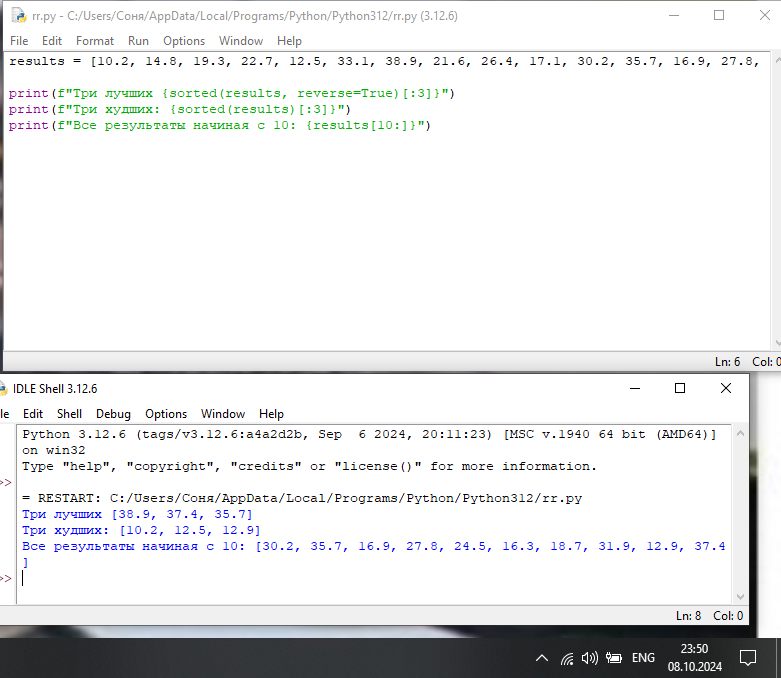 rr.py - C:/Users/Соня/AppData/Local/Programs/Python/Python312/rr.py (3.12.6)
File Edit Format Run Options Window Help
results = [10.2, 14.8, 19.3, 22.7, 12.5, 33.1, 38.9, 21.6, 26.4, 17.1, 30.2, 35.7, 16.9, 27.8,
print(f"Три лучших {sorted(results, reverse=True)[:3]}")
print(f"Три худших: {sorted(results)[:3]}")
print(f"Все результаты начиная с 10: {results[10:]}")
Ln: 6 Col: 0
IDLE Shell 3.12.6
le Edit Shell Debug Options Window Help
Python 3.12.6 (tags/v3.12.6:a4a2d2b, Sep 6 2024, 20:11:23) [MSC v.1940 64 bit (AMD64)]
on win32
Type "help", "copyright", "credits" or "license()" for more information.
>>
= RESTART: C:/Users/Соня/AppData/Local/Programs/Python/Python312/rr.py
Три лучших [38.9, 37.4, 35.7]
Три худших: [10.2, 12.5, 12.9]
Все результаты начиная с 10: [30.2, 35.7, 16.9, 27.8, 24.5, 16.3, 18.7, 31.9, 12.9, 37.4
]
>>
Ln: 8 Col: 0
ENG
23:50
08.10.2024